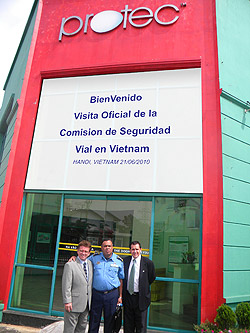 protec
BienVenido
Visita Oficial de la
Comision de Seguridad
Vial en Vietnam
HANOI, VIETNAM 21/06/2010